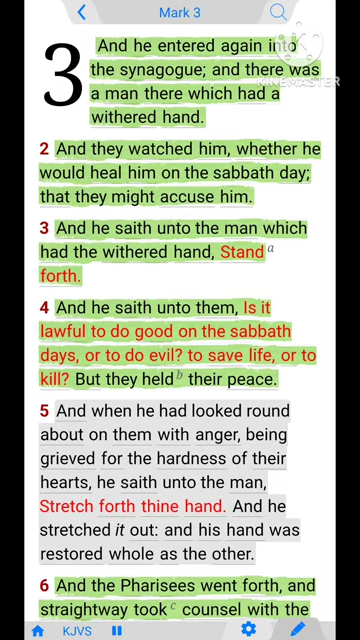 Mark 3
KINEMASTER
3 And he entered again into
the synagogue; and there was
a man there which had a
withered hand.
2 And they watched him, whether he
would heal him on the sabbath day;
that they might accuse him.
3 And he saith unto the man which
had the withered hand, Stand a
forth.
4 And he saith unto them, Is it
lawful to do good on the sabbath
days, or to do evil? to save life, or to
kill? But they held b their peace.
5 And when he had looked round
about on them with anger, being
grieved for the hardness of their
hearts, he saith unto the man,
Stretch forth thine hand. And he
stretched it out: and his hand was
restored whole as the other.
6 And the Pharisees went forth, and
straightway took c counsel with the
KJVS